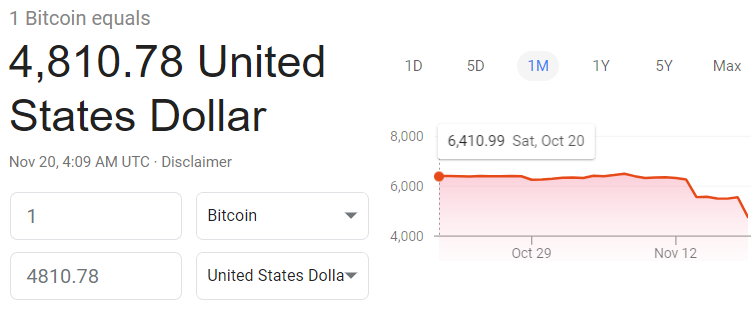 1 Bitcoin equals
4,810.78 United
States Dollar
Nov 20, 4:09 AM UTC · Disclaimer
1 Bitcoin
4810.78 United States Dolla
1D 5D 1M 1Y 5Y Max
8,000
6,410.99 Sat, Oct 20
6,000
4,000
Oct 29 Nov 12